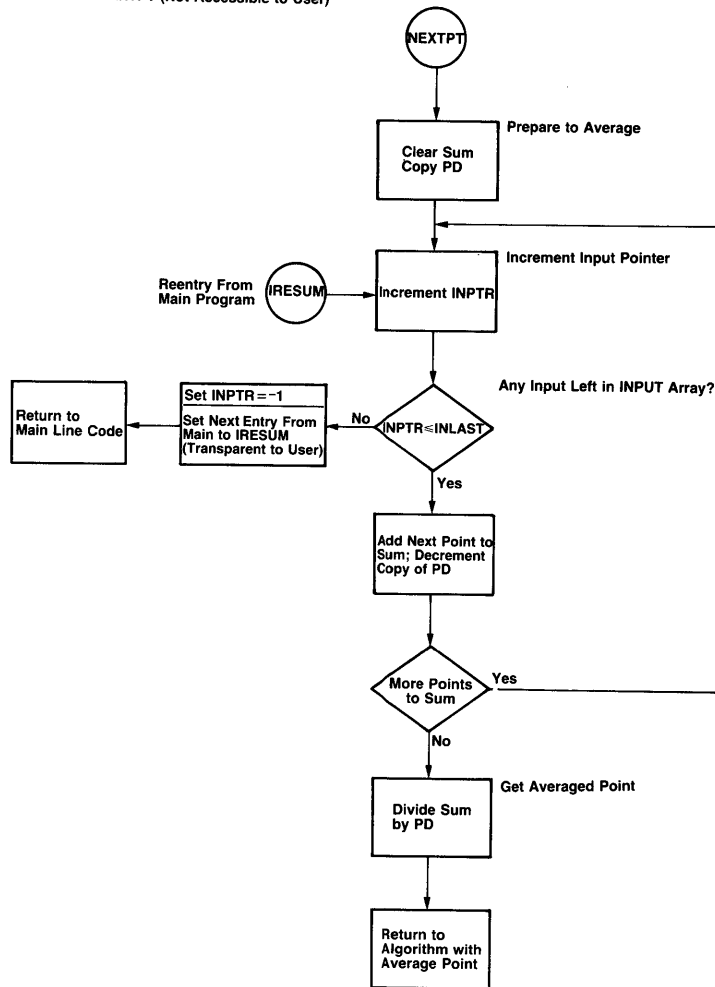 (Not Accessible to User)
NEXTPT
Prepare to Average
Clear Sum
Copy PD
Increment Input Pointer
Reentry From
Main Program
IRESUM
Increment INPTR
Any Input Left in INPUT Array?
Return to
Main Line Code
Set INPTR=-1
Set Next Entry From
Main to IRESUM
(Transparent to User)
No
INPTR≤INLAST
Yes
Add Next Point to
Sum; Decrement
Copy of PD
More Points
to Sum
Yes
No
Get Averaged Point
Divide Sum
by PD
Return to
Algorithm with
Average Point